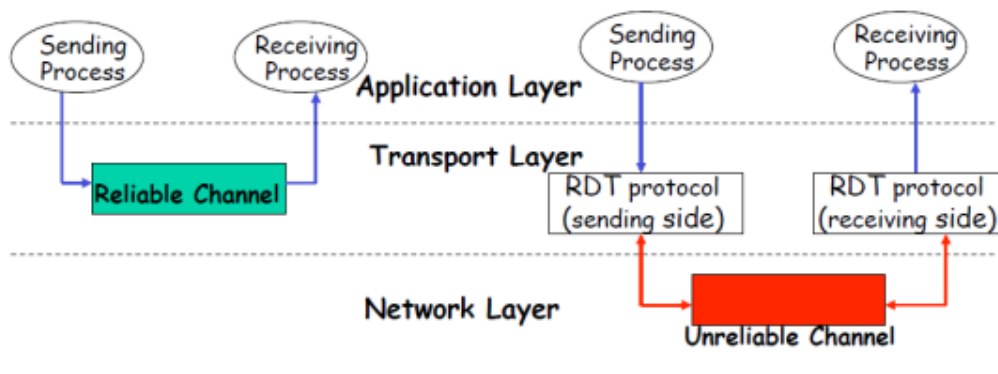 Sending
Process
Receiving
Process
Sending
Process
Receiving
Process
Application Layer
Transport Layer
Reliable Channel
RDT protocol
(sending side)
RDT protocol
(receiving side)
Network Layer
Unreliable Channel